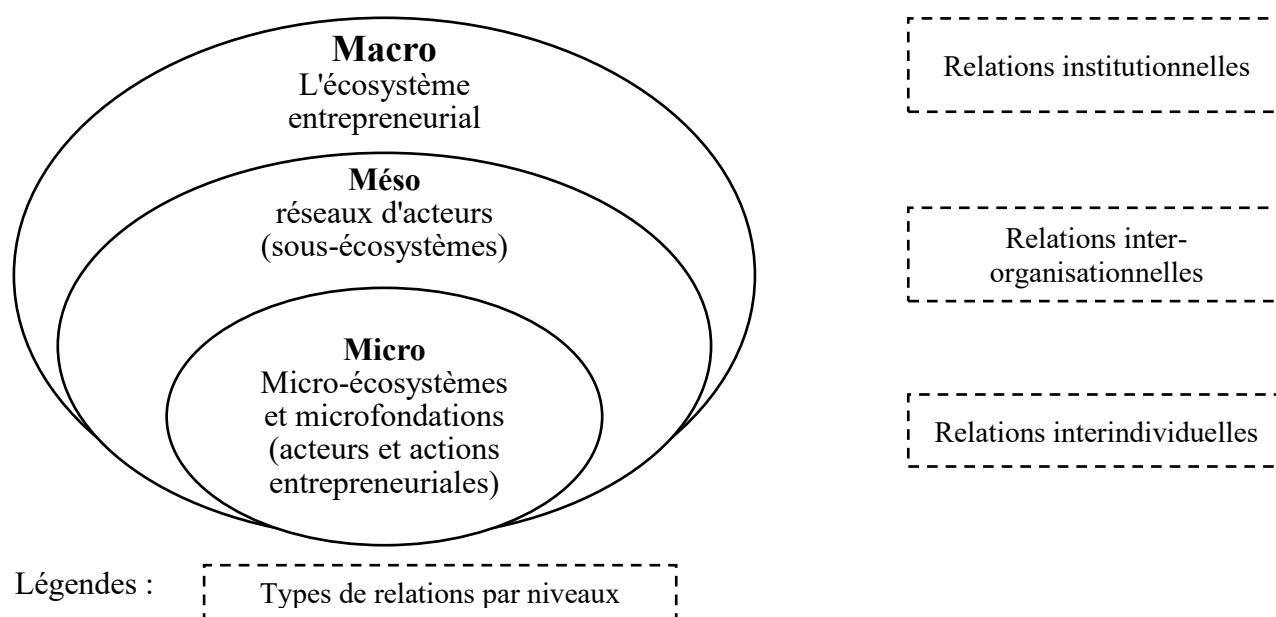 Macro
L'écosystème
entrepreneurial
Relations institutionnelles
Méso
réseaux d'acteurs
(sous-écosystèmes)
Relations inter-
organisationnelles
Micro
Micro-écosystèmes
et microfondations
(acteurs et actions
entrepreneuriales)
Relations interindividuelles
Légendes :
Types de relations par niveaux